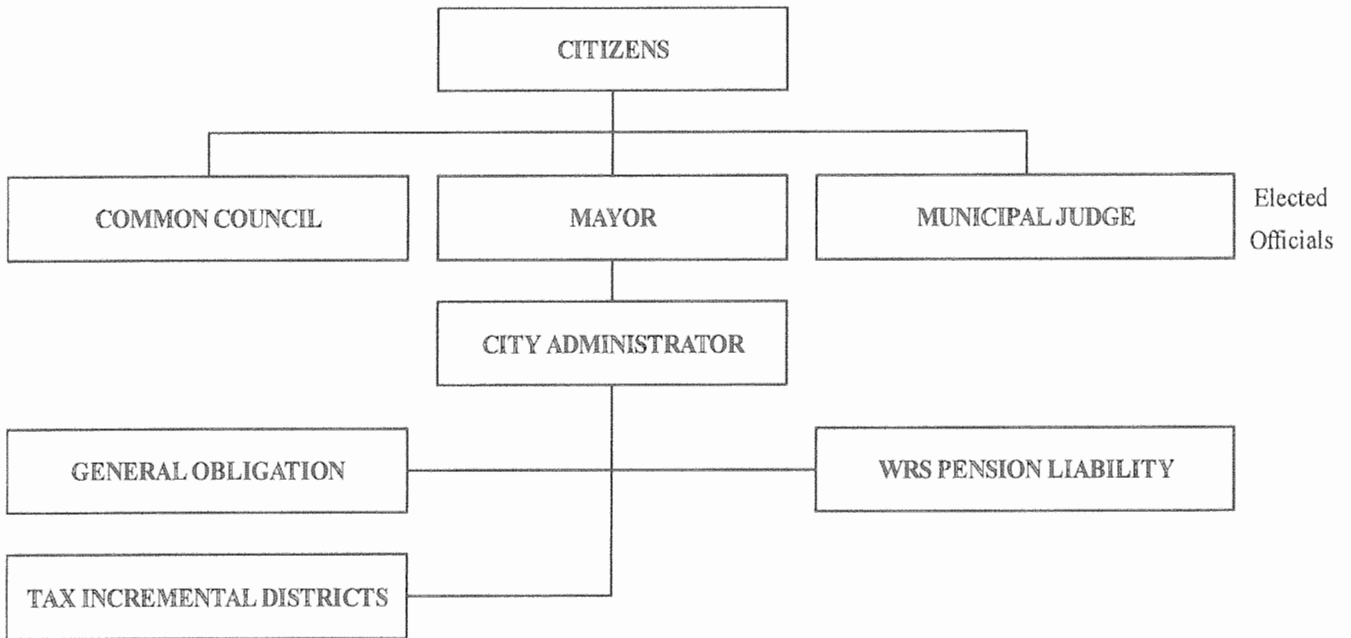 CITIZENS
COMMON COUNCIL
MAYOR
MUNICIPAL JUDGE
Elected
Officials
CITY ADMINISTRATOR
GENERAL OBLIGATION
WRS PENSION LIABILITY
TAX INCREMENTAL DISTRICTS